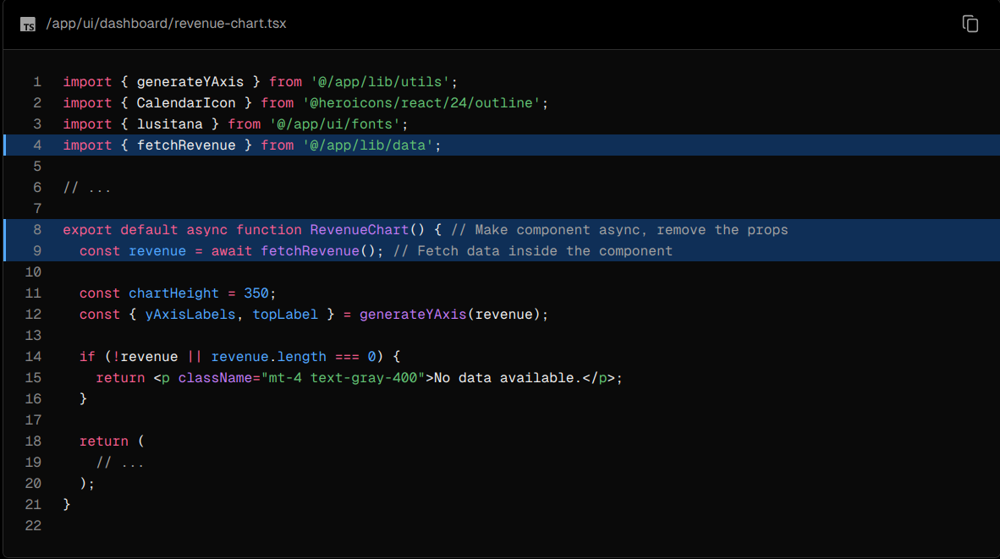 TS /app/ui/dashboard/revenue-chart.tsx
1 import { generateYAxis } from '@/app/lib/utils';
2 import { CalendarIcon } from '@heroicons/react/24/outline';
3 import { lusitana } from '@/app/ui/fonts';
4 import { fetchRevenue } from '@/app/lib/data';
5
6 // ...
7
8 export default async function RevenueChart() { // Make component async, remove the props
9   const revenue = await fetchRevenue(); // Fetch data inside the component
10
11   const chartHeight = 350;
12   const { yAxisLabels, topLabel } = generateYAxis(revenue);
13
14   if (!revenue || revenue.length === 0) {
15     return <p className="mt-4 text-gray-400">No data available.</p>;
16   }
17
18   return (
19     // ...
20   );
21 }
22